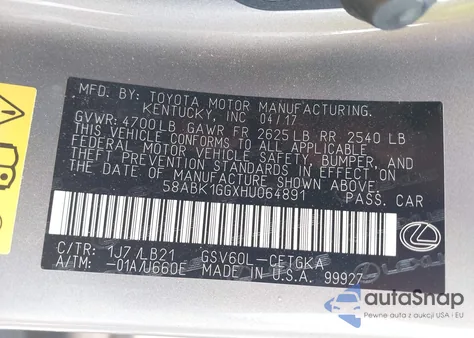 MFD. BY: TOYOTA MOTOR MANUFACTURING.
KENTUCKY, INC 04/17
GVWR: 4700LB GAWR FR 2625LB RR 2540 LB
THIS VEHICLE CONFORMS TO ALL APPLICABLE
FEDERAL MOTOR VEHICLE SAFETY, BUMPER, AND
THEFT PREVENTION STANDARDS IN EFFECT ON
THE DATE OF MANUFACTURE SHOWN ABOVE.
58ABK1GGXHU064891 PASS. CAR
C/TR: 1J7/LB21 GSV60L-CETGKA
A/TM: -01A/U66DE MADE IN U.S.A. 99927
LEXUS
autoSnap
Pewne auta z aukcji USA i EU